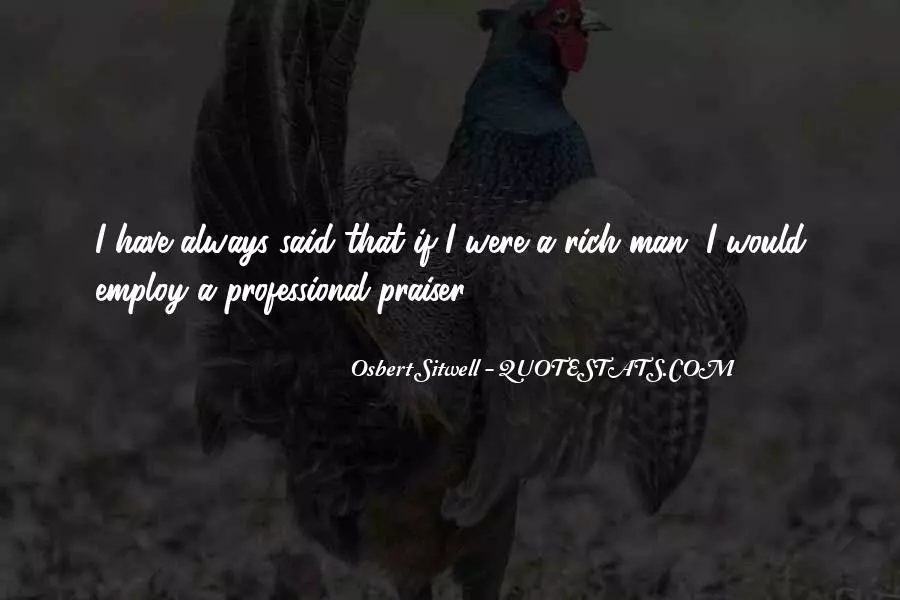 I have always said that if I were a rich man I would
employ a professional praiser
Osbert Sitwell - QUOTESTATS.COM